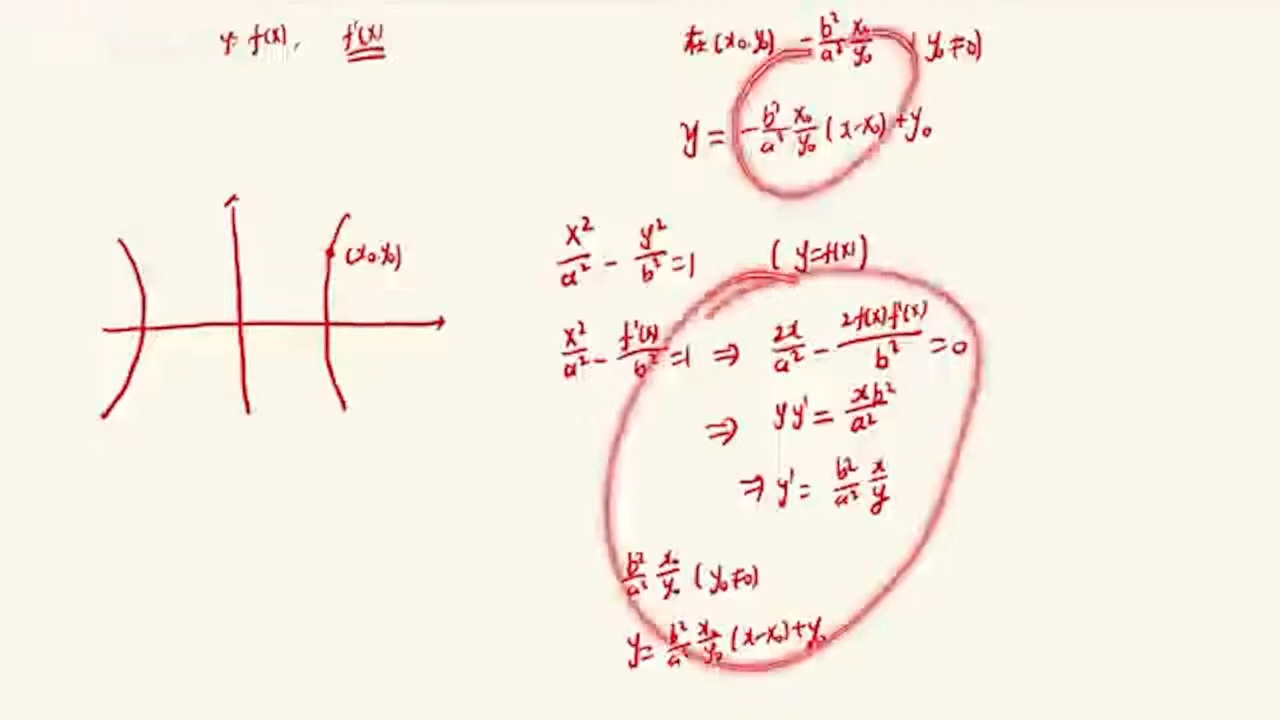 y= f(x), f'(x)
在(x₀,y₀) -b²/a² x₀/y₀ (y₀≠0)
y = -b²/a² x₀/y₀ (x-x₀)+y₀
x²/a² - y²/b² = 1 (y=f(x))
(x₀,y₀)
x²/a² - f²(x)/b² = 1 ⇒ 2x/a² - 2f(x)f'(x)/b² = 0
⇒ yy' = xb²/a²
⇒ y' = b²/a² x/y
b²/a² x₀/y₀ (y₀≠0)
y = b²/a² x₀/y₀ (x-x₀)+y₀